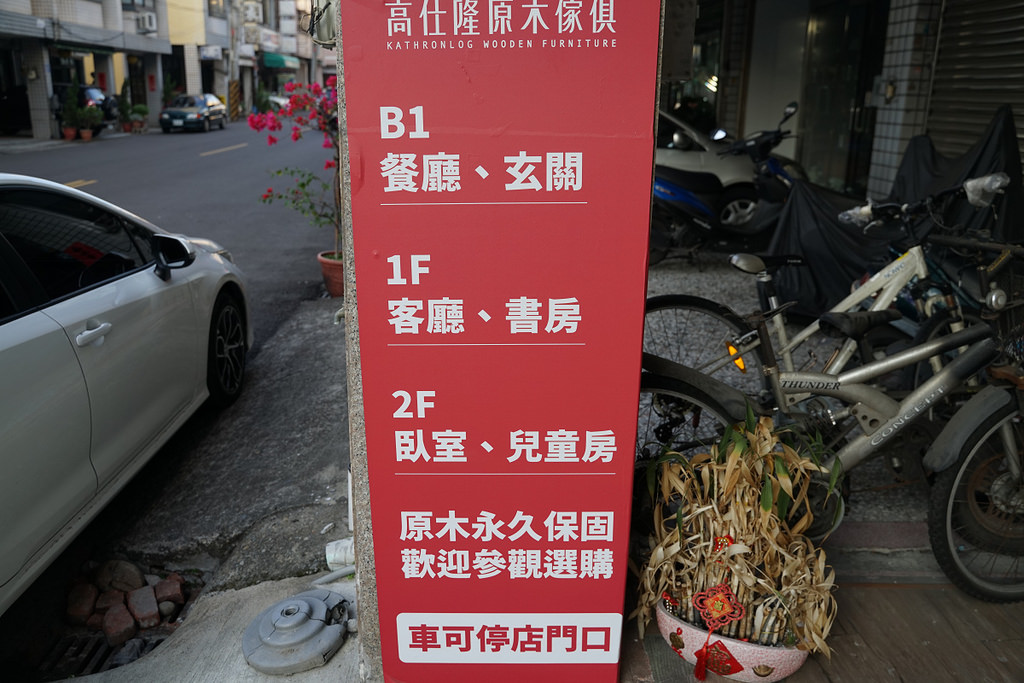 高仕隆原木傢俱
KATHRONLOG WOODEN FURNITURE
B1
餐廳、玄關
1F
客廳、書房
2F
臥室、兒童房
原木永久保固
歡迎參觀選購
車可停店門口
THUNDER
CONCEPT